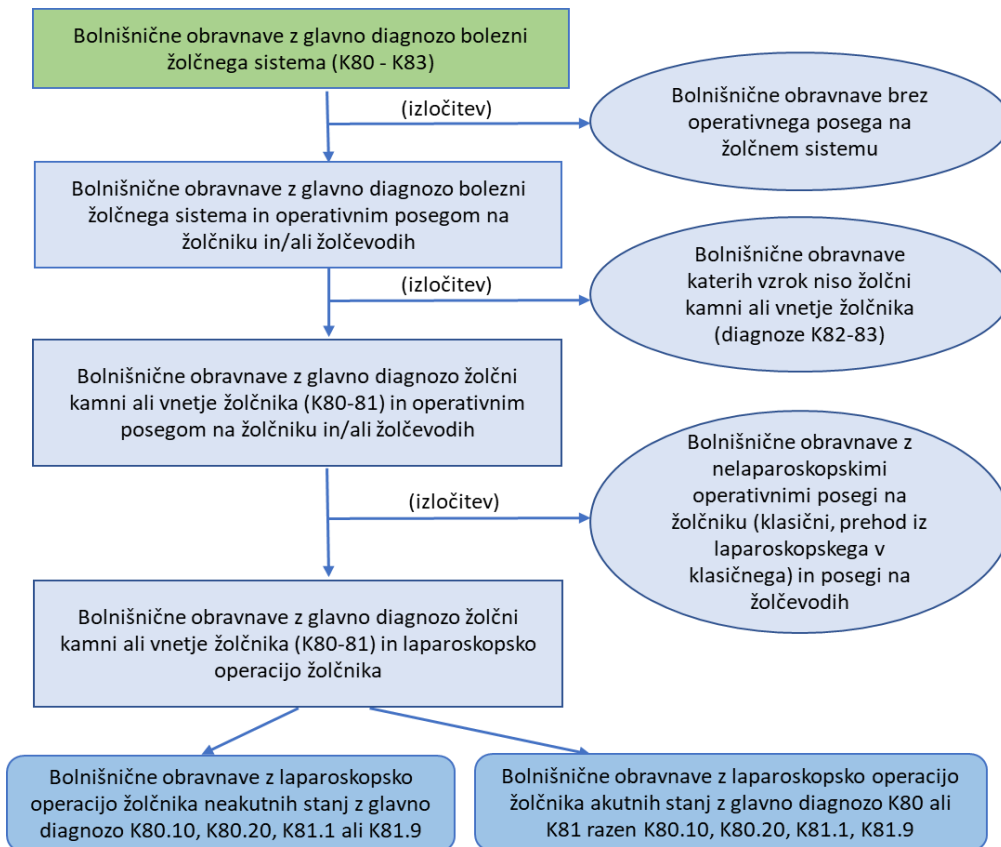 Bolnišnične obravnave z glavno diagnozo bolezni
žolčnega sistema (K80 - K83)
(izločitev)
Bolnišnične obravnave brez
operativnega posega na
žolčnem sistemu
Bolnišnične obravnave z glavno diagnozo bolezni
žolčnega sistema in operativnim posegom na
žolčniku in/ali žolčevodih
(izločitev)
Bolnišnične obravnave
katerih vzrok niso žolčni
kamni ali vnetje žolčnika
(diagnoze K82-83)
Bolnišnične obravnave z glavno diagnozo žolčni
kamni ali vnetje žolčnika (K80-81) in operativnim
posegom na žolčniku in/ali žolčevodih
(izločitev)
Bolnišnične obravnave z
nelaparoskopskimi
operativnimi posegi na
žolčniku (klasični, prehod iz
laparoskopskega v
klasičnega) in posegi na
žolčevodih
Bolnišnične obravnave z glavno diagnozo žolčni
kamni ali vnetje žolčnika (K80-81) in laparoskopsko
operacijo žolčnika
Bolnišnične obravnave z laparoskopsko
operacijo žolčnika neakutnih stanj z glavno
diagnozo K80.10, K80.20, K81.1 ali K81.9
Bolnišnične obravnave z laparoskopsko operacijo
žolčnika akutnih stanj z glavno diagnozo K80 ali
K81 razen K80.10, K80.20, K81.1, K81.9